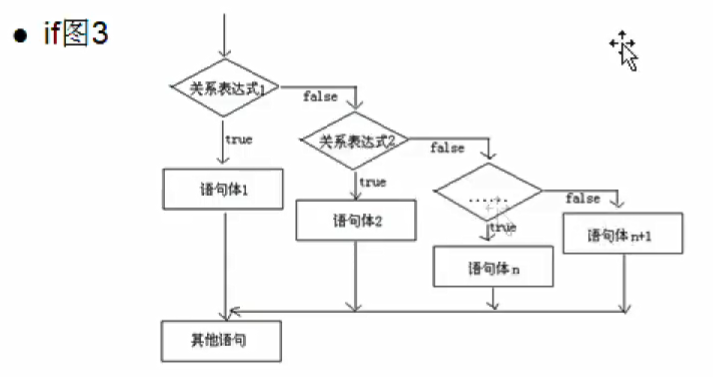 ● if图3
关系表达式1
false
true
关系表达式2
false
语句体1
true
......
false
语句体2
true
语句体n+1
语句体n
其他语句